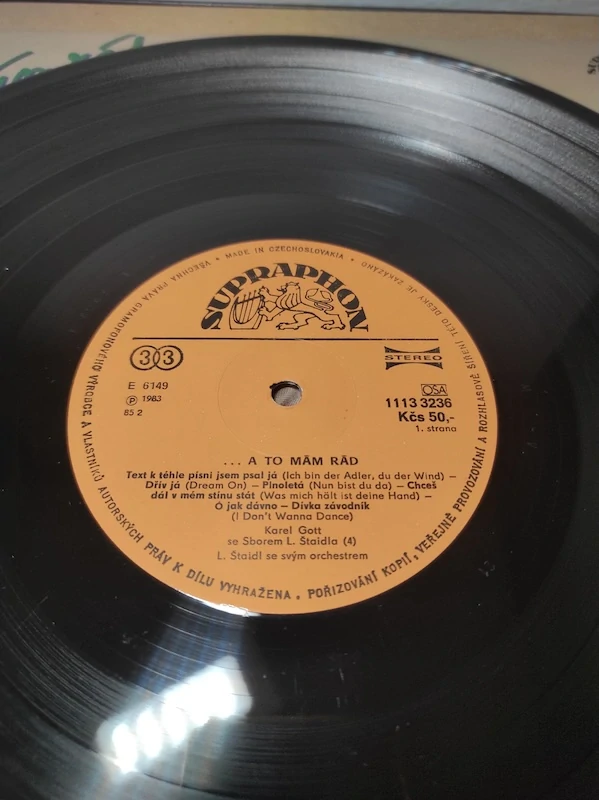 MADE IN CZECHOSLOVAKIA
VŠECHNA PRÁVA GRAMOFONOVÉHO VÝROBCE A VLASTNÍKŮ AUTORSKÝCH PRÁV K DÍLU VYHRAŽENA. POŘIZOVÁNÍ KOPIÍ, VEŘEJNÉ PROVOZOVÁNÍ A ROZHLASOVÉ ŠÍŘENÍ TÉTO DESKY JE ZAKÁZÁNO
SUPRAPHON
33
STEREO
E 6149
℗ 1983
85 2
OSA
1113 3236
Kčs 50,-
1. strana
... A TO MÁM RÁD
Text k téhle písni jsem psal já (Ich bin der Adler, du der Wind) –
Dřív já (Dream On) – Plnoletá (Nun bist du da) – Chceš
dál v mém stínu stát (Was mich hält ist deine Hand) –
Ó jak dávno – Dívka závodník
(I Don't Wanna Dance)
Karel Gott
se Sborem L. Štaidla (4)
L. Štaidl se svým orchestrem